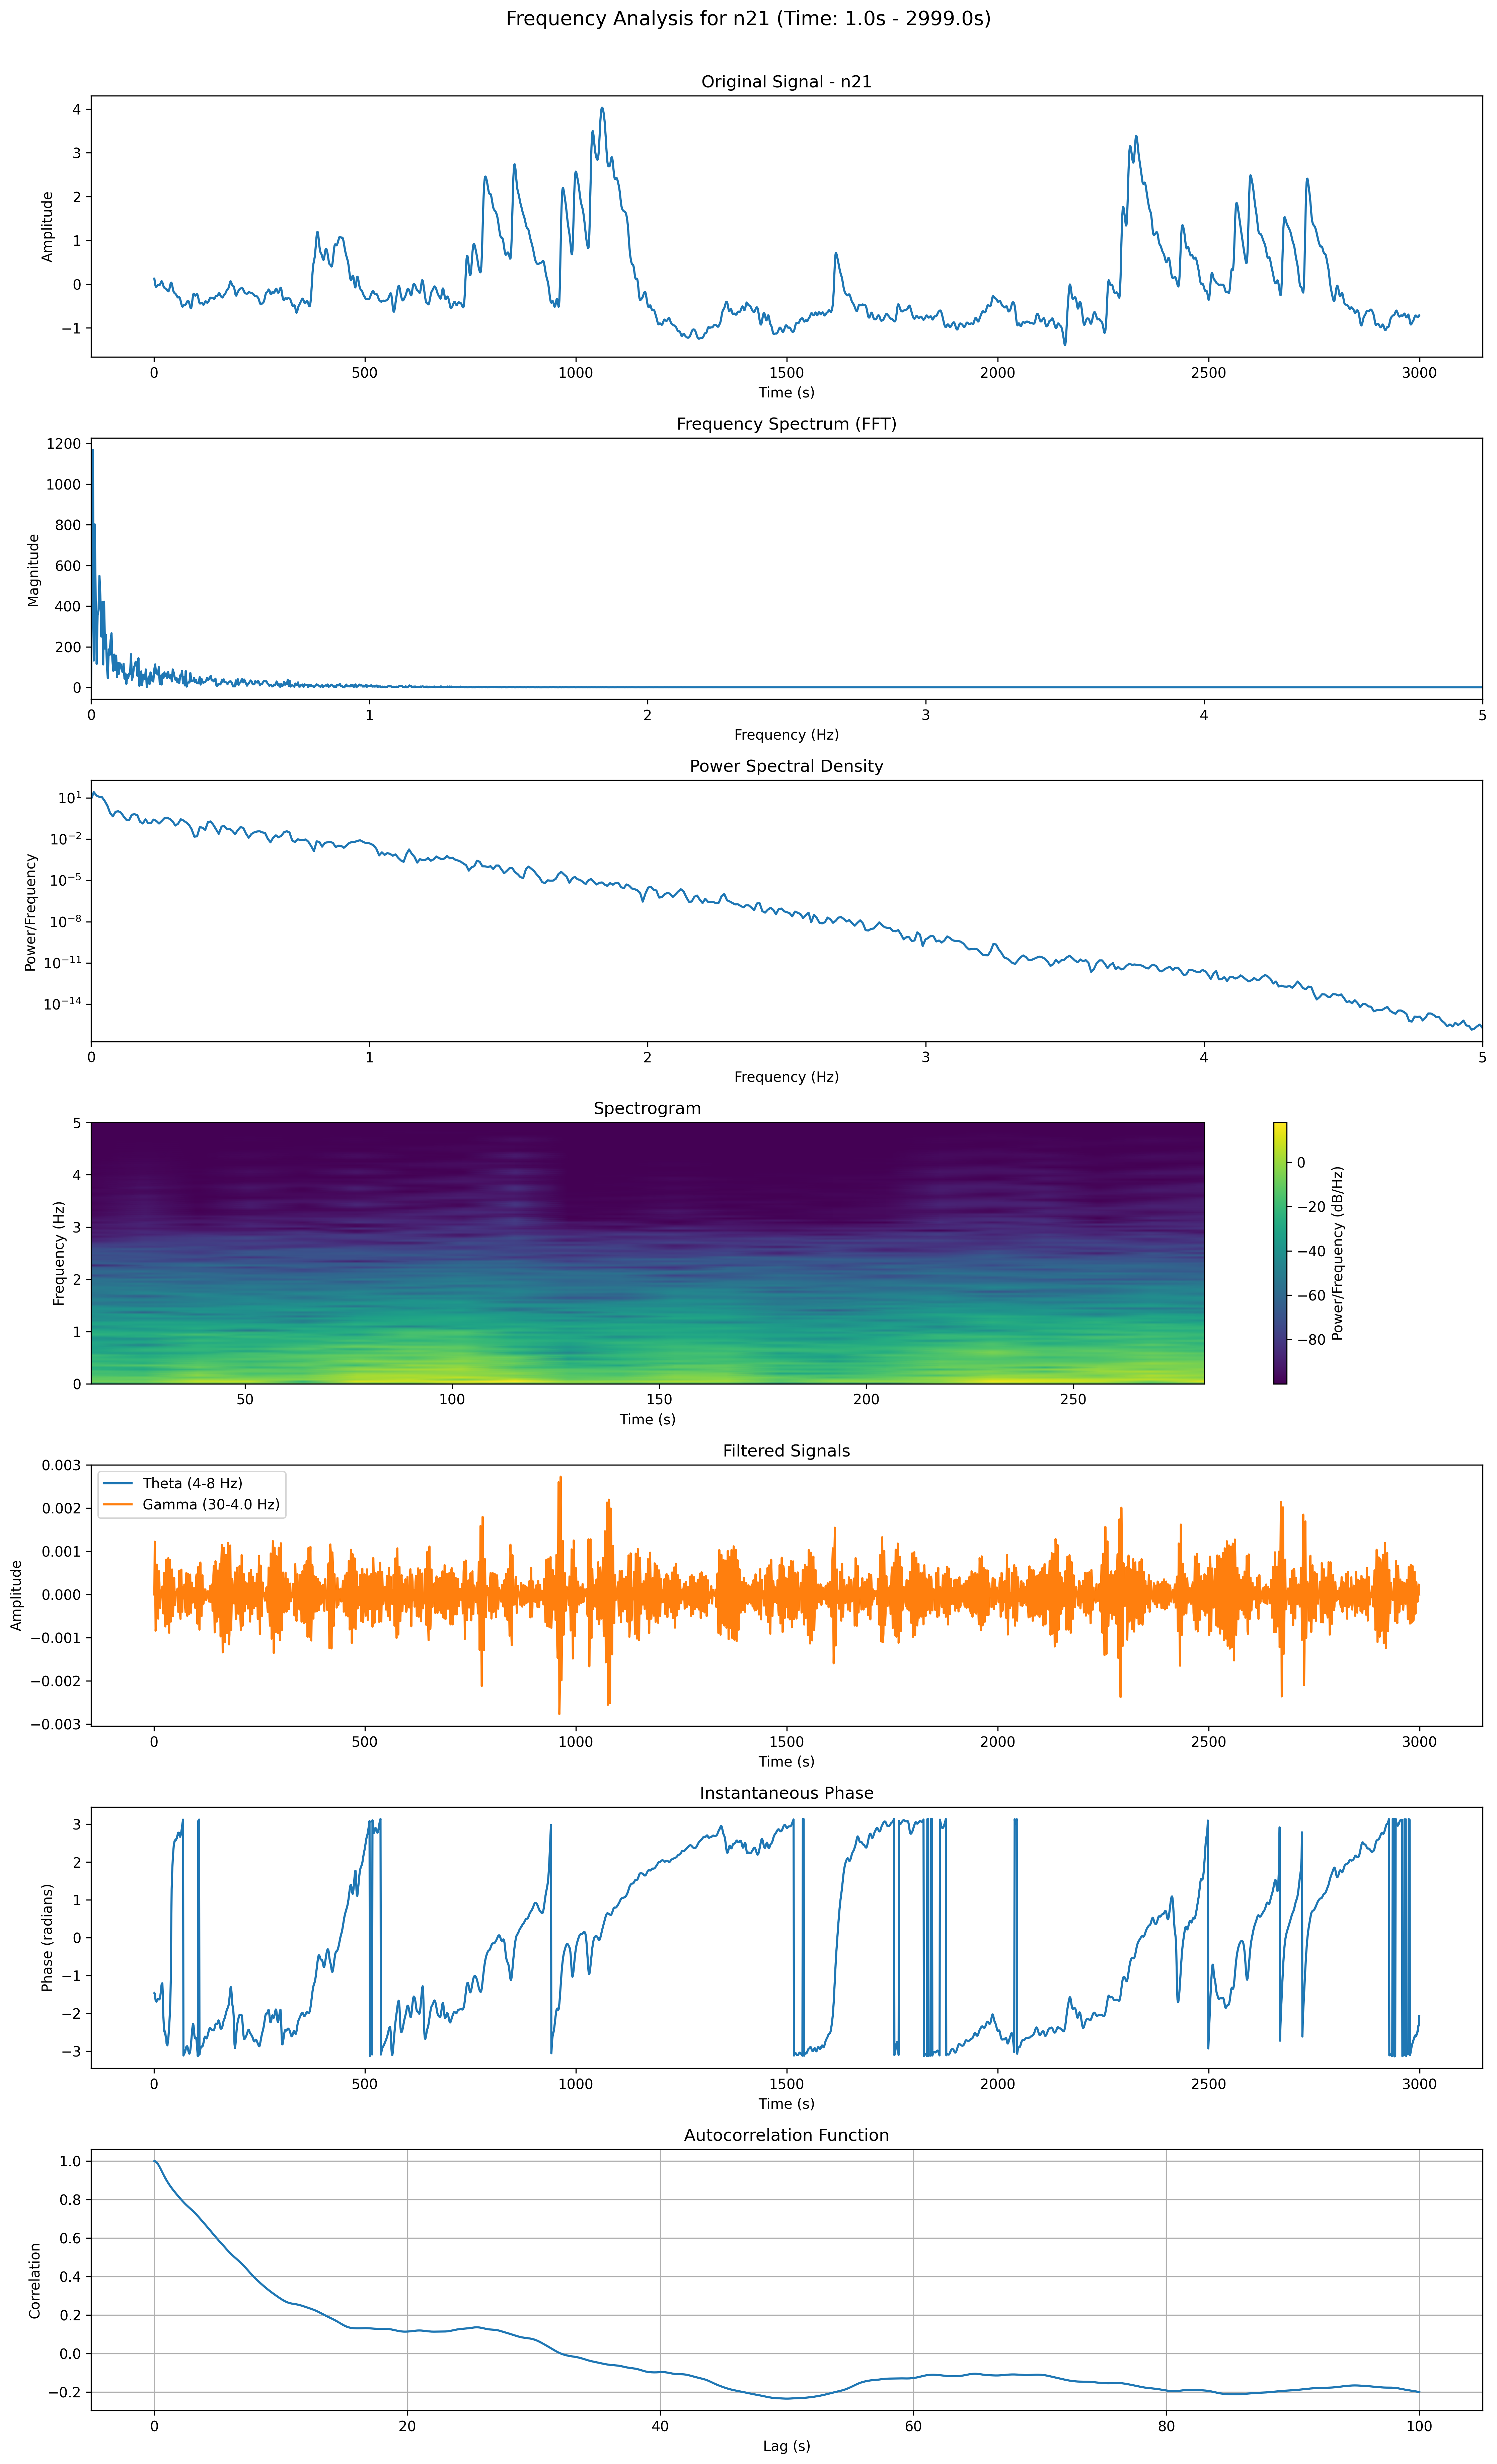 Frequency Analysis for n21 (Time: 1.0s - 2999.0s)
Original Signal - n21
Amplitude
4
3
2
1
0
−1
0 500 1000 1500 2000 2500 3000
Time (s)
Frequency Spectrum (FFT)
Magnitude
1200
1000
800
600
400
200
0
0 1 2 3 4 5
Frequency (Hz)
Power Spectral Density
Power/Frequency
10^1
10^−2
10^−5
10^−8
10^−11
10^−14
0 1 2 3 4 5
Frequency (Hz)
Spectrogram
Frequency (Hz)
5
4
3
2
1
0
50 100 150 200 250
Time (s)
0
−20
−40
−60
−80
Power/Frequency (dB/Hz)
Filtered Signals
Amplitude
0.003
0.002
0.001
0.000
−0.001
−0.002
−0.003
Theta (4-8 Hz)
Gamma (30-4.0 Hz)
0 500 1000 1500 2000 2500 3000
Time (s)
Instantaneous Phase
Phase (radians)
3
2
1
0
−1
−2
−3
0 500 1000 1500 2000 2500 3000
Time (s)
Autocorrelation Function
Correlation
1.0
0.8
0.6
0.4
0.2
0.0
−0.2
0 20 40 60 80 100
Lag (s)